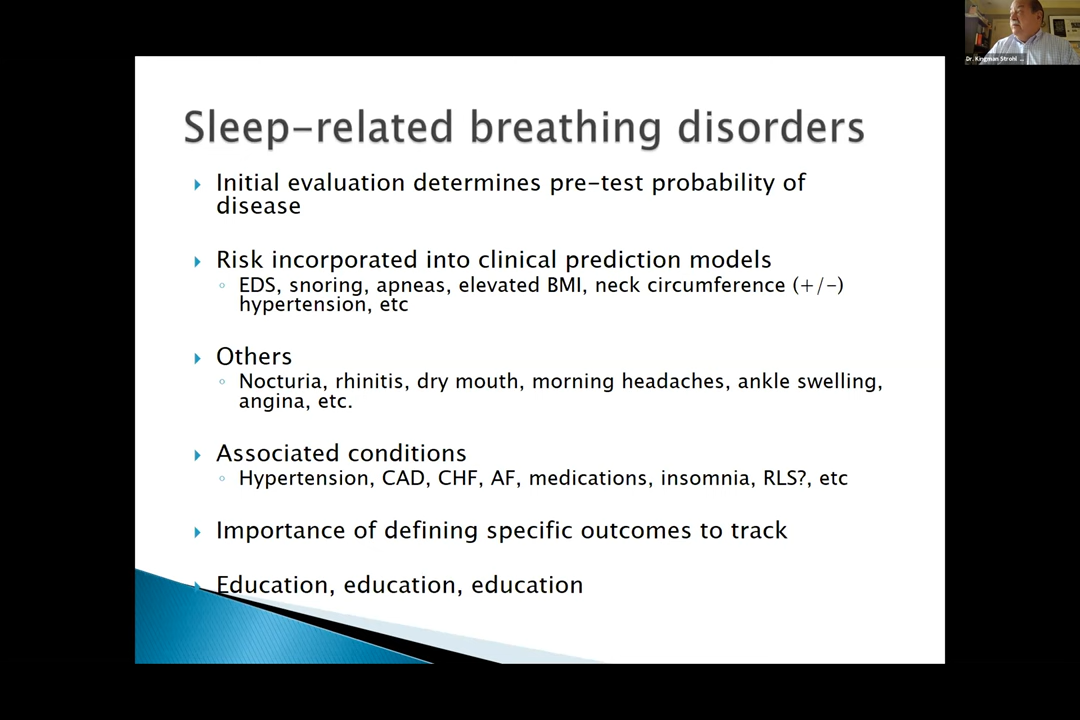 Dr. Kingman Strohl ...
Sleep-related breathing disorders
Initial evaluation determines pre-test probability of
disease
Risk incorporated into clinical prediction models
EDS, snoring, apneas, elevated BMI, neck circumference (+/-)
hypertension, etc
Others
Nocturia, rhinitis, dry mouth, morning headaches, ankle swelling,
angina, etc.
Associated conditions
Hypertension, CAD, CHF, AF, medications, insomnia, RLS?, etc
Importance of defining specific outcomes to track
Education, education, education